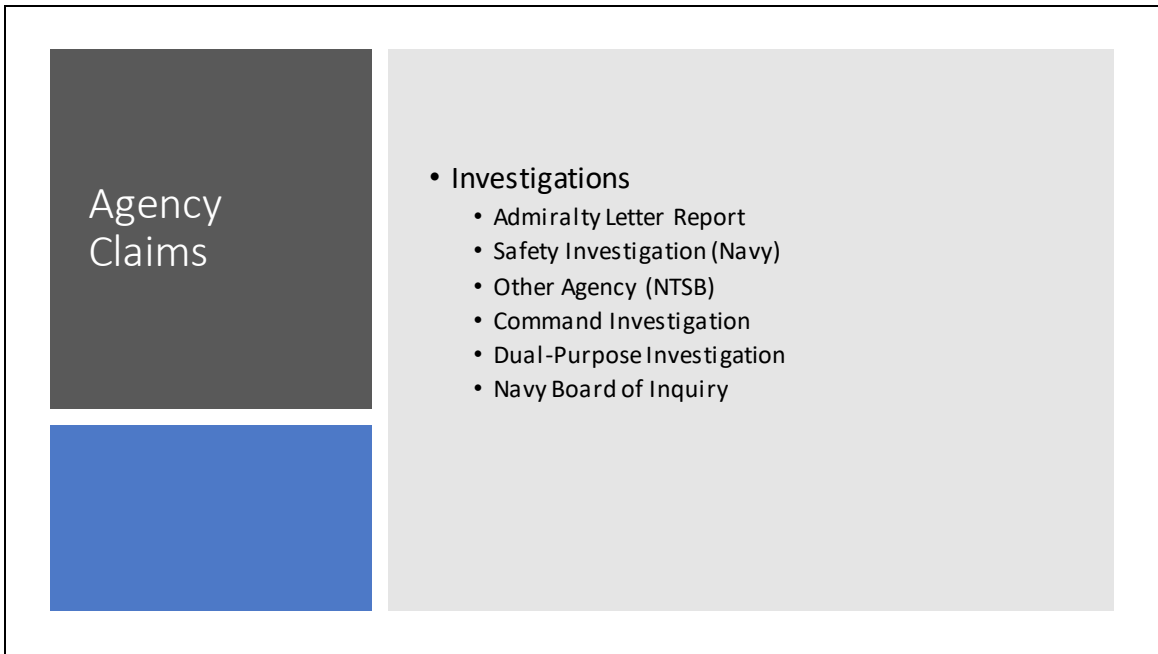 Agency
Claims
• Investigations
• Admiralty Letter Report
• Safety Investigation (Navy)
• Other Agency (NTSB)
• Command Investigation
• Dual-Purpose Investigation
• Navy Board of Inquiry